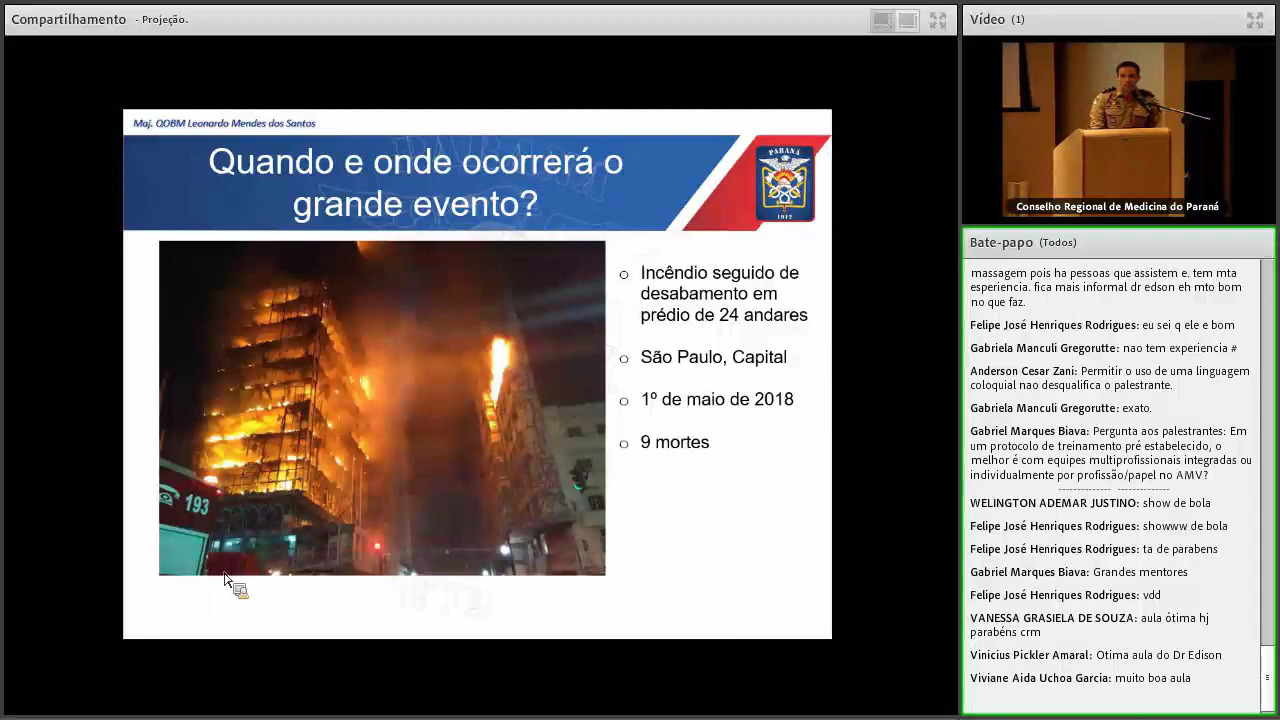 Compartilhamento - Projeção.
Maj. QOBM Leonardo Mendes dos Santos
Quando e onde ocorrerá o
grande evento?
PARANÁ
1912
193
o Incêndio seguido de
desabamento em
prédio de 24 andares
o São Paulo, Capital
o 1º de maio de 2018
o 9 mortes
Vídeo (1)
Conselho Regional de Medicina do Paraná
Bate-papo (Todos)
massagem pois ha pessoas que assistem e. tem mta
esperiencia. fica mais informal dr edson eh mto bom
no que faz.
Felipe José Henriques Rodrigues: eu sei q ele e bom
Gabriela Manculi Gregorutte: nao tem experiencia #
Anderson Cesar Zani: Permitir o uso de uma linguagem
coloquial nao desqualifica o palestrante.
Gabriela Manculi Gregorutte: exato.
Gabriel Marques Biava: Pergunta aos palestrantes: Em
um protocolo de treinamento pré estabelecido, o
melhor é com equipes multiprofissionais integradas ou
individualmente por profissão/papel no AMV?
WELINGTON ADEMAR JUSTINO: show de bola
Felipe José Henriques Rodrigues: showww de bola
Felipe José Henriques Rodrigues: ta de parabens
Gabriel Marques Biava: Grandes mentores
Felipe José Henriques Rodrigues: vdd
VANESSA GRASIELA DE SOUZA: aula ótima hj
parabéns crm
Vinicius Pickler Amaral: Otima aula do Dr Edison
Viviane Aida Uchoa Garcia: muito boa aula